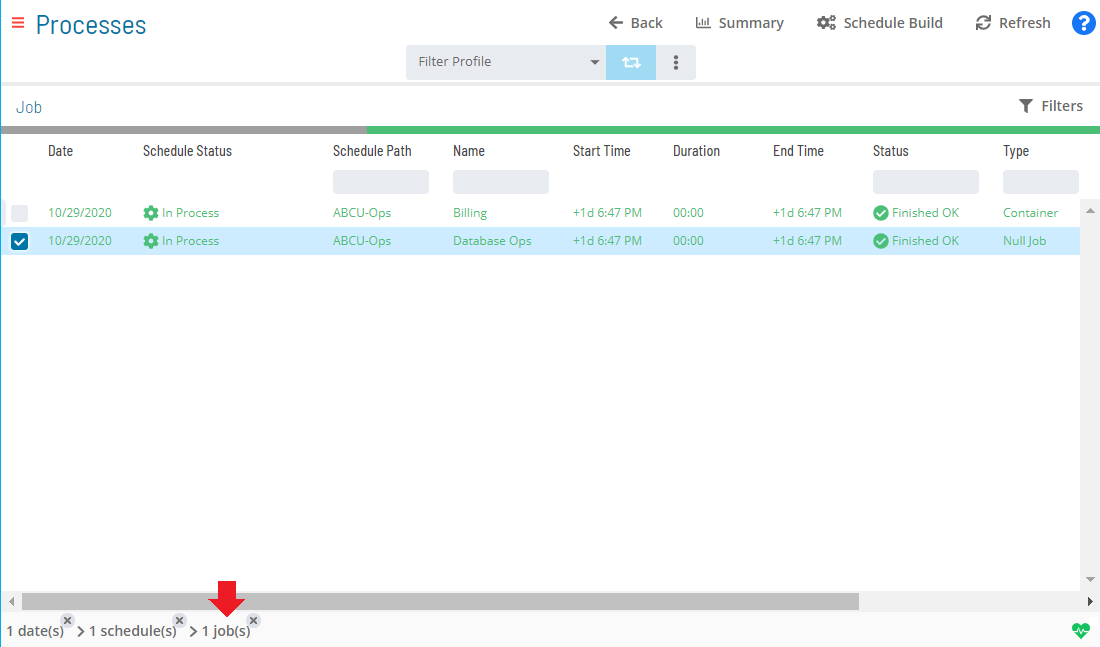 Processes
Back Summary Schedule Build Refresh ?
Filter Profile
Job Filters
Date Schedule Status Schedule Path Name Start Time Duration End Time Status Type
10/29/2020 In Process ABCU-Ops Billing +1d 6:47 PM 00:00 +1d 6:47 PM Finished OK Container
10/29/2020 In Process ABCU-Ops Database Ops +1d 6:47 PM 00:00 +1d 6:47 PM Finished OK Null Job
1 date(s) 1 schedule(s) 1 job(s)